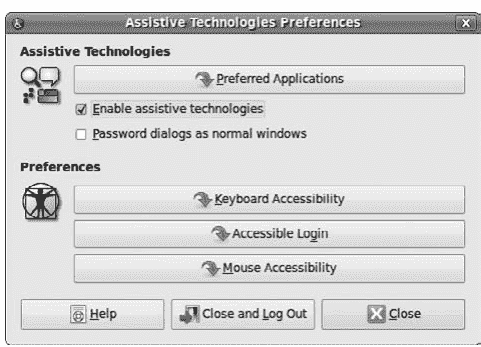 Assistive Technologies Preferences
Assistive Technologies
Preferred Applications
Enable assistive technologies
Password dialogs as normal windows
Preferences
Keyboard Accessibility
Accessible Login
Mouse Accessibility
Help
Close and Log Out
Close